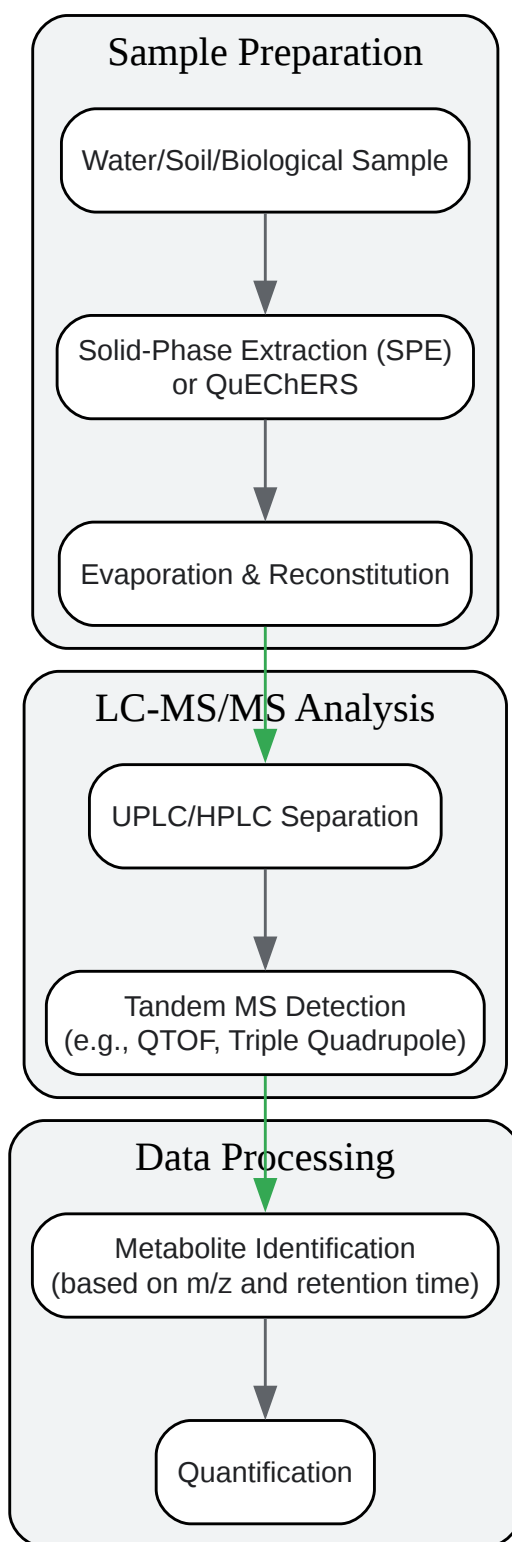 Sample Preparation
Water/Soil/Biological Sample
Solid-Phase Extraction (SPE)
or QuEChERS
Evaporation & Reconstitution
LC-MS/MS Analysis
UPLC/HPLC Separation
Tandem MS Detection
(e.g., QTOF, Triple Quadrupole)
Data Processing
Metabolite Identification
(based on m/z and retention time)
Quantification